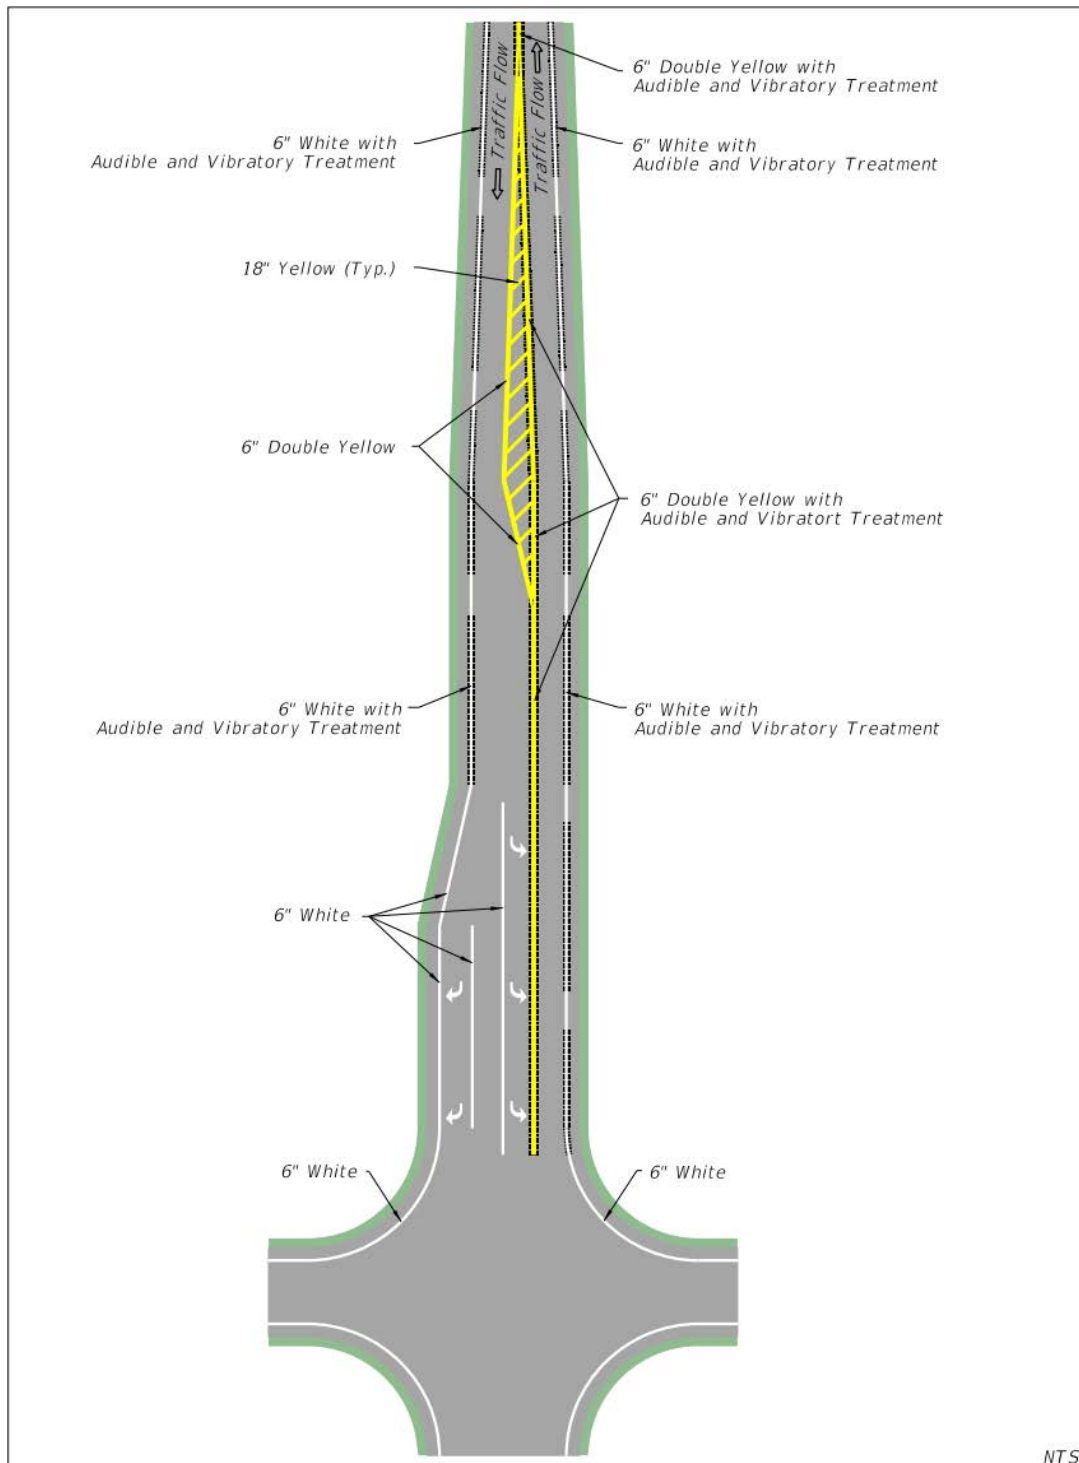 Traffic Flow
Traffic Flow
6" Double Yellow with
Audible and Vibratory Treatment
6" White with
Audible and Vibratory Treatment
6" White with
Audible and Vibratory Treatment
18" Yellow (Typ.)
6" Double Yellow
6" Double Yellow with
Audible and Vibratort Treatment
6" White with
Audible and Vibratory Treatment
6" White with
Audible and Vibratory Treatment
6" White
6" White
6" White
NTS